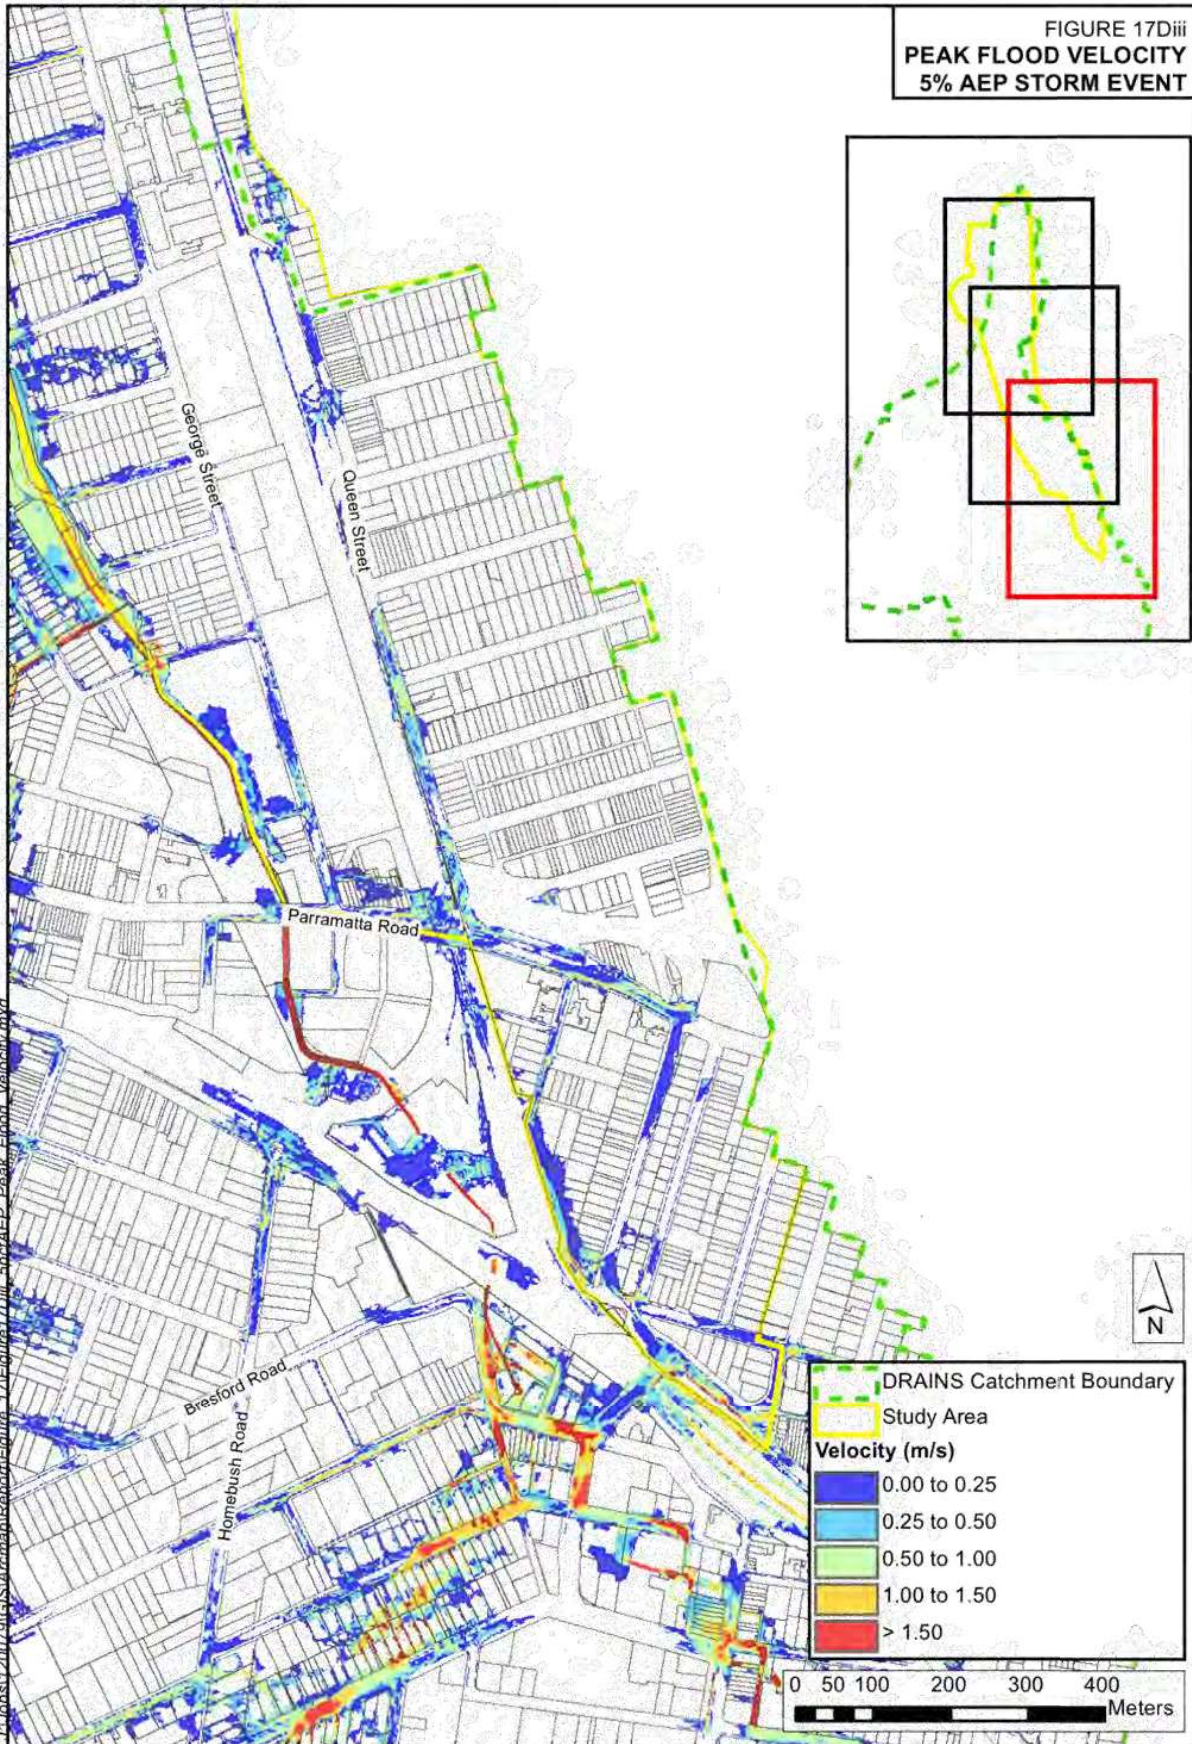 FIGURE 17Diii
PEAK FLOOD VELOCITY
5% AEP STORM EVENT
George Street
Queen Street
Parramatta Road
Bresford Road
Homebush Road
N
DRAINS Catchment Boundary
Study Area
Velocity (m/s)
0.00 to 0.25
0.25 to 0.50
0.50 to 1.00
1.00 to 1.50
> 1.50
0 50 100 200 300 400
Meters